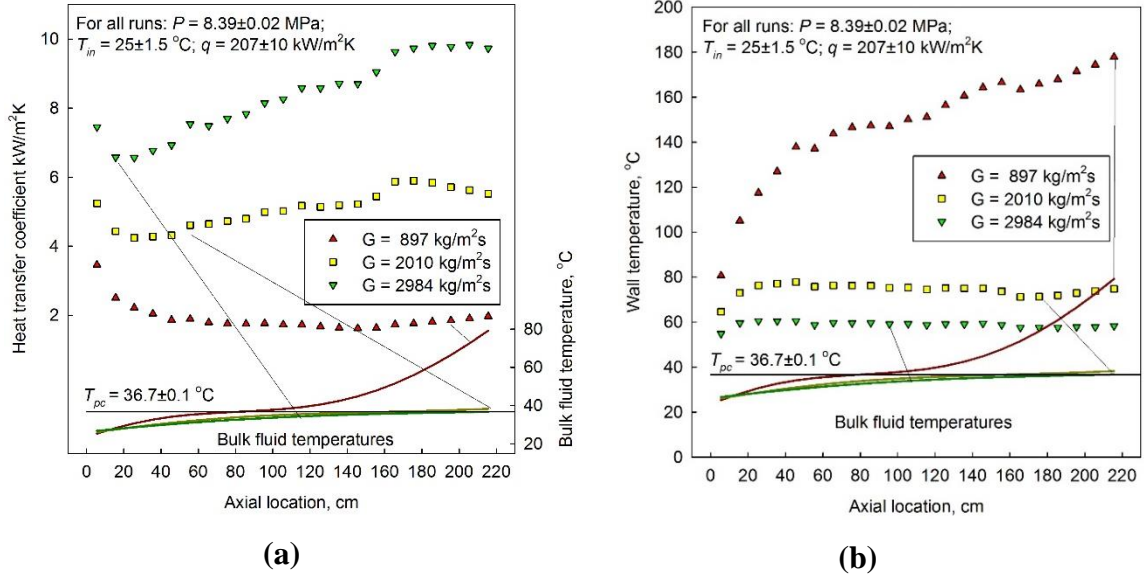 For all runs: P = 8.39±0.02 MPa;
T_in = 25±1.5 °C; q = 207±10 kW/m²K
Heat transfer coefficient kW/m²K
10
8
6
4
2
G = 897 kg/m²s
G = 2010 kg/m²s
G = 2984 kg/m²s
Bulk fluid temperature, °C
80
60
40
20
T_pc = 36.7±0.1 °C
Bulk fluid temperatures
0 20 40 60 80 100 120 140 160 180 200 220
Axial location, cm
(a)
For all runs: P = 8.39±0.02 MPa;
T_in = 25±1.5 °C; q = 207±10 kW/m²K
Wall temperature, °C
200
180
160
140
120
100
80
60
40
20
0
G = 897 kg/m²s
G = 2010 kg/m²s
G = 2984 kg/m²s
T_pc = 36.7±0.1 °C
Bulk fluid temperatures
0 20 40 60 80 100 120 140 160 180 200 220
Axial location, cm
(b)